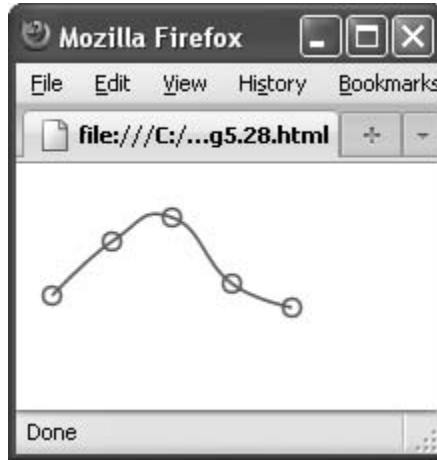 Mozilla Firefox
File Edit View History Bookmarks
file:///C:/...g5.28.html
Done